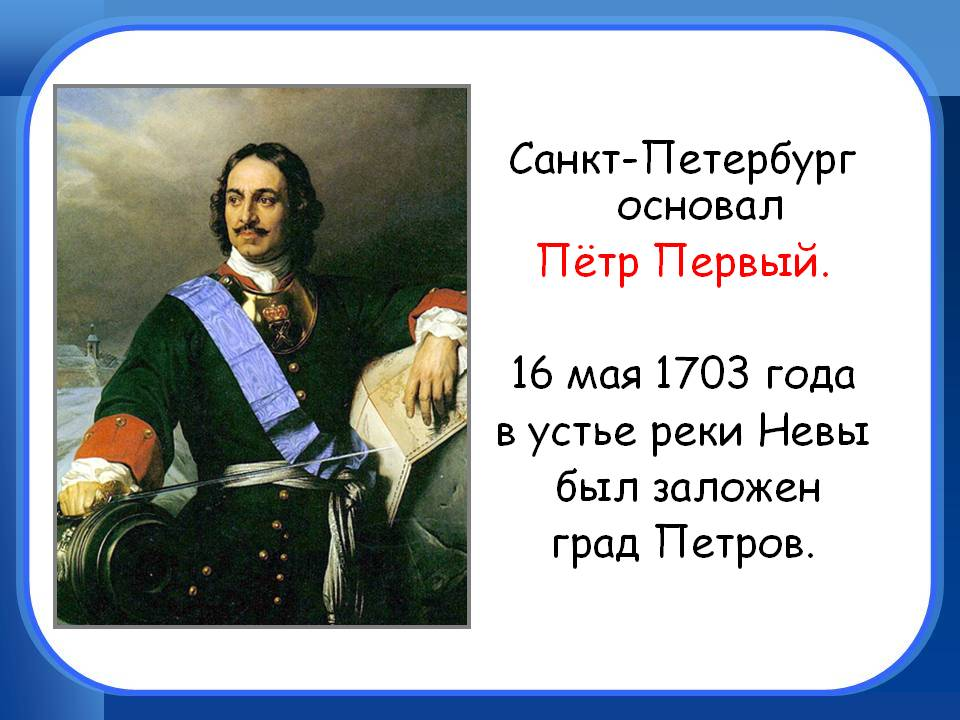 Санкт-Петербург
основал
Пётр Первый.
16 мая 1703 года
в устье реки Невы
был заложен
град Петров.